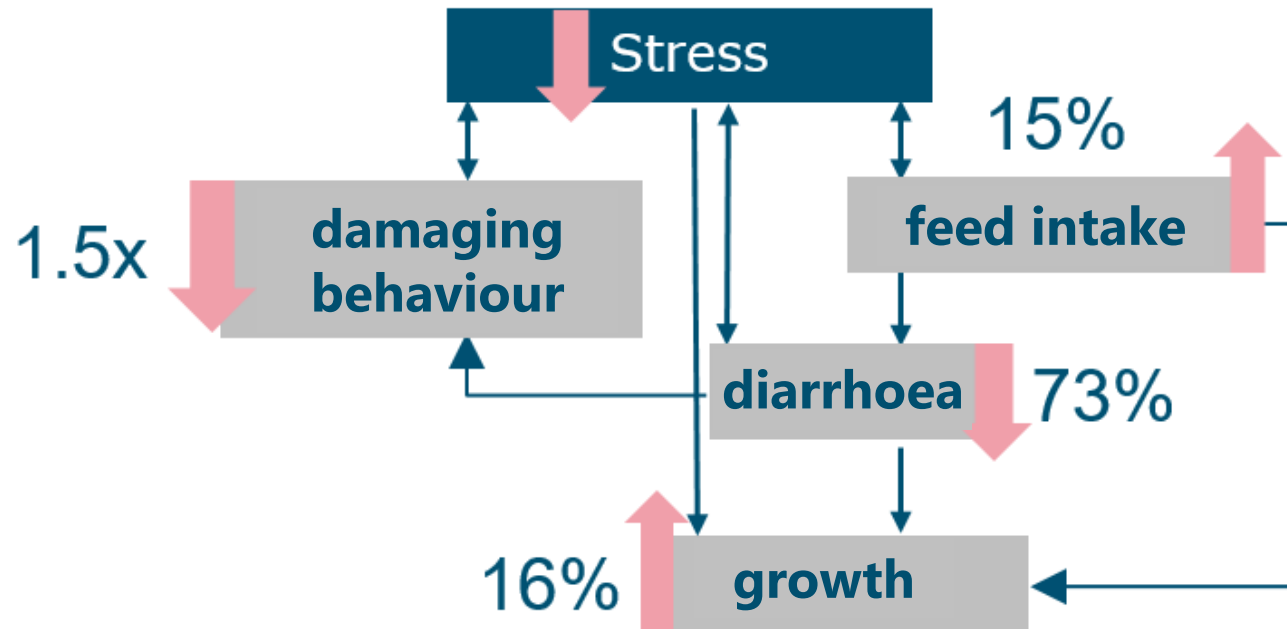 Stress
15%
1.5x
damaging
behaviour
feed intake
diarrhoea
73%
16%
growth